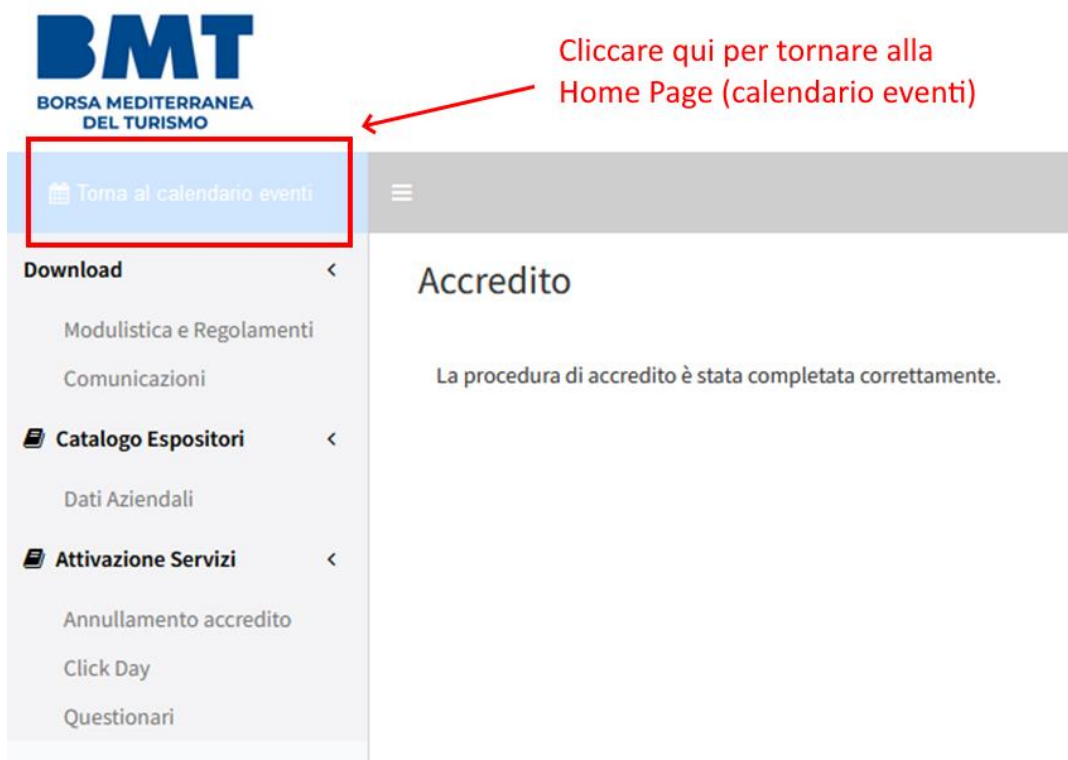 BMT
BORSA MEDITERRANEA
DEL TURISMO
Cliccare qui per tornare alla
Home Page (calendario eventi)
Torna al calendario eventi
Download
Modulistica e Regolamenti
Comunicazioni
Catalogo Espositori
Dati Aziendali
Attivazione Servizi
Annullamento accredito
Click Day
Questionari
Accredito
La procedura di accredito è stata completata correttamente.